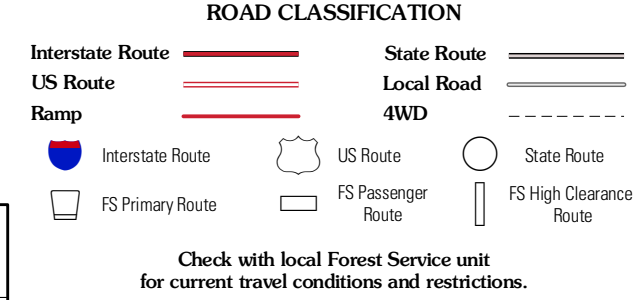 ROAD CLASSIFICATION
Interstate Route
State Route
US Route
Local Road
Ramp
4WD
Interstate Route
US Route
State Route
FS Primary Route
FS Passenger
Route
FS High Clearance
Route
Check with local Forest Service unit
for current travel conditions and restrictions.